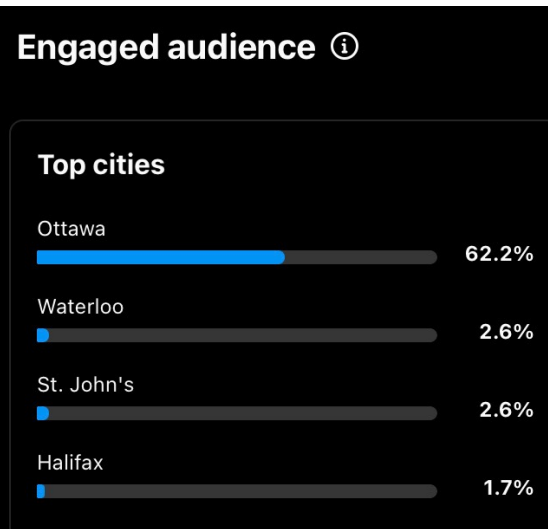 Engaged audience
Top cities
Ottawa
62.2%
Waterloo
2.6%
St. John's
2.6%
Halifax
1.7%